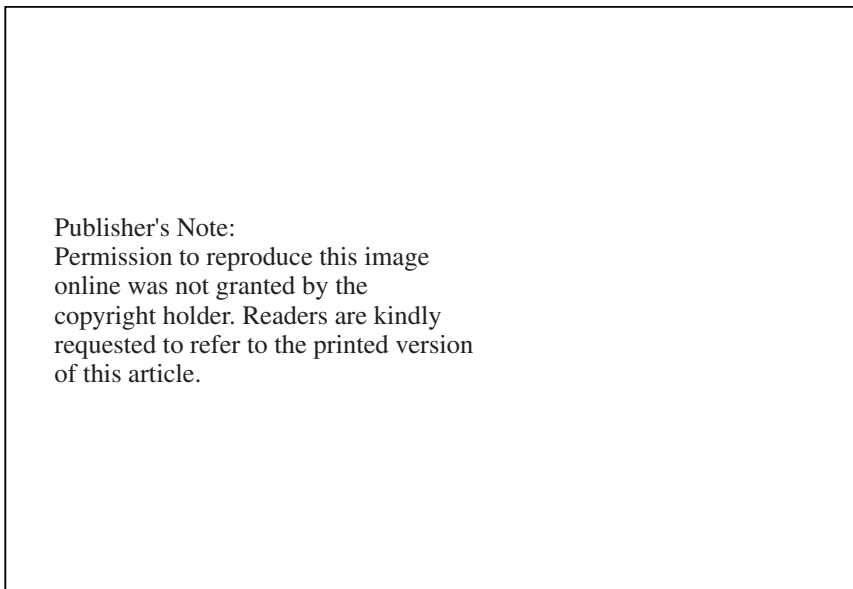 Publisher's Note:
Permission to reproduce this image
online was not granted by the
copyright holder. Readers are kindly
requested to refer to the printed version
of this article.